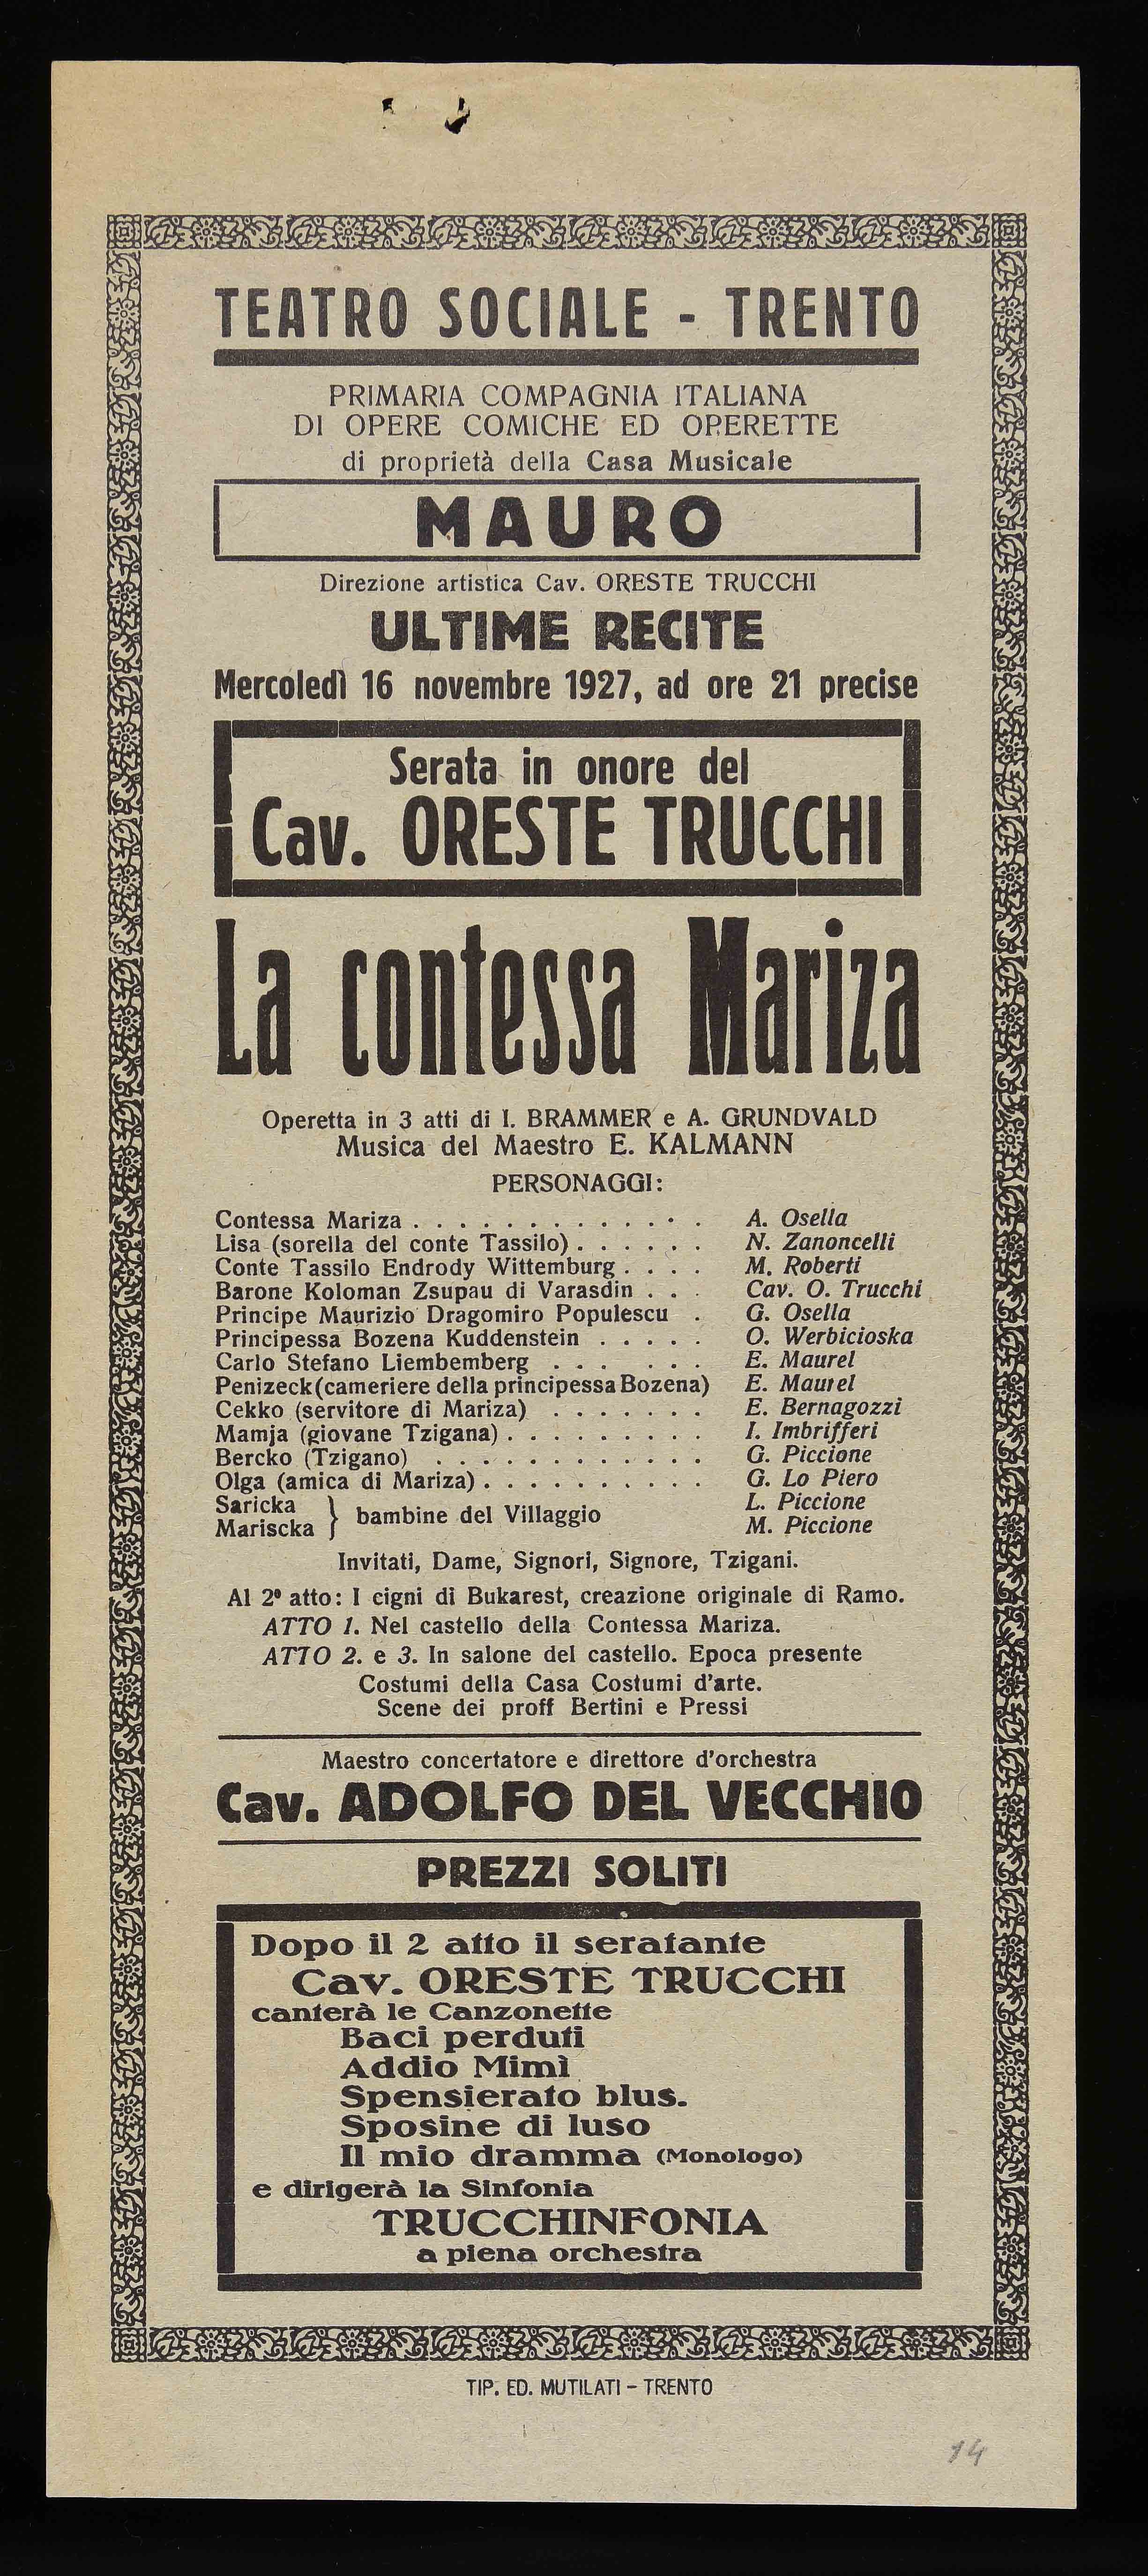 TEATRO SOCIALE - TRENTO
PRIMARIA COMPAGNIA ITALIANA
DI OPERE COMICHE ED OPERETTE
di proprietà della Casa Musicale
MAURO
Direzione artistica Cav. ORESTE TRUCCHI
ULTIME RECITE
Mercoledì 16 novembre 1927, ad ore 21 precise
Serata in onore del
Cav. ORESTE TRUCCHI
La contessa Mariza
Operetta in 3 atti di I. BRAMMER e A. GRUNDVALD
Musica del Maestro E. KALMANN
PERSONAGGI:
Contessa Mariza . . . . . . . . . . . . . A. Osella
Lisa (sorella del conte Tassilo) . . . . . . N. Zanoncelli
Conte Tassilo Endrody Wittemburg . . . . M. Roberti
Barone Koloman Zsupau di Varasdin . . . Cav. O. Trucchi
Principe Maurizio Dragomiro Populescu . G. Osella
Principessa Bozena Kuddenstein . . . . . O. Werbicioska
Carlo Stefano Liembemberg . . . . . . E. Maurel
Penizeck (cameriere della principessa Bozena) E. Maurel
Cekko (servitore di Mariza) . . . . . . . E. Bernagozzi
Mamja (giovane Tzigana) . . . . . . . . . I. Imbrifferi
Bercko (Tzigano) . . . . . . . . . . . . G. Piccione
Olga (amica di Mariza) . . . . . . . . . . G. Lo Piero
Saricka } bambine del Villaggio L. Piccione
Mariscka } M. Piccione
Invitati, Dame, Signori, Signore, Tzigani.
Al 2º atto: I cigni di Bukarest, creazione originale di Ramo.
ATTO 1. Nel castello della Contessa Mariza.
ATTO 2. e 3. In salone del castello. Epoca presente
Costumi della Casa Costumi d'arte.
Scene dei proff Bertini e Pressi
Maestro concertatore e direttore d'orchestra
Cav. ADOLFO DEL VECCHIO
PREZZI SOLITI
Dopo il 2 atto il seratante
Cav. ORESTE TRUCCHI
canterà le Canzonette
Baci perduti
Addio Mimì
Spensierato blus.
Sposine di luso
Il mio dramma (Monologo)
e dirigerà la Sinfonia
TRUCCHINFONIA
a piena orchestra
TIP. ED. MUTILATI - TRENTO
14